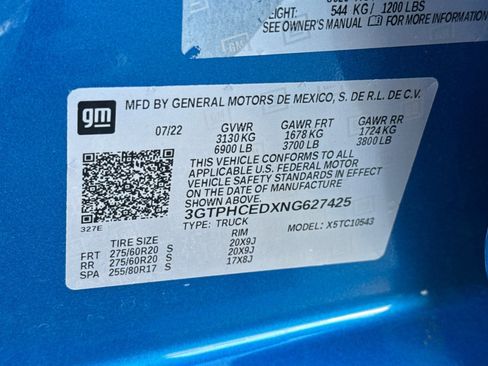 544 KG / 1200 LBS
SEE OWNER'S MANUAL FOR MORE
GM
gm
MFD BY GENERAL MOTORS DE MEXICO, S. DE R.L. DE C.V.
07/22 GVWR GAWR FRT GAWR RR
3130 KG 1678 KG 1724 KG
6900 LB 3700 LB 3800 LB
THIS VEHICLE CONFORMS TO ALL
APPLICABLE U.S. FEDERAL MOTOR
VEHICLE SAFETY STANDARDS IN
EFFECT ON THE DATE OF
MANUFACTURE SHOWN ABOVE.
3GTPHCEDXNG627425
TYPE: TRUCK MODEL: X5TC10543
327E
TIRE SIZE RIM
FRT 275/60R20 S 20X9J
RR 275/60R20 S 20X9J
SPA 255/80R17 S 17X8J